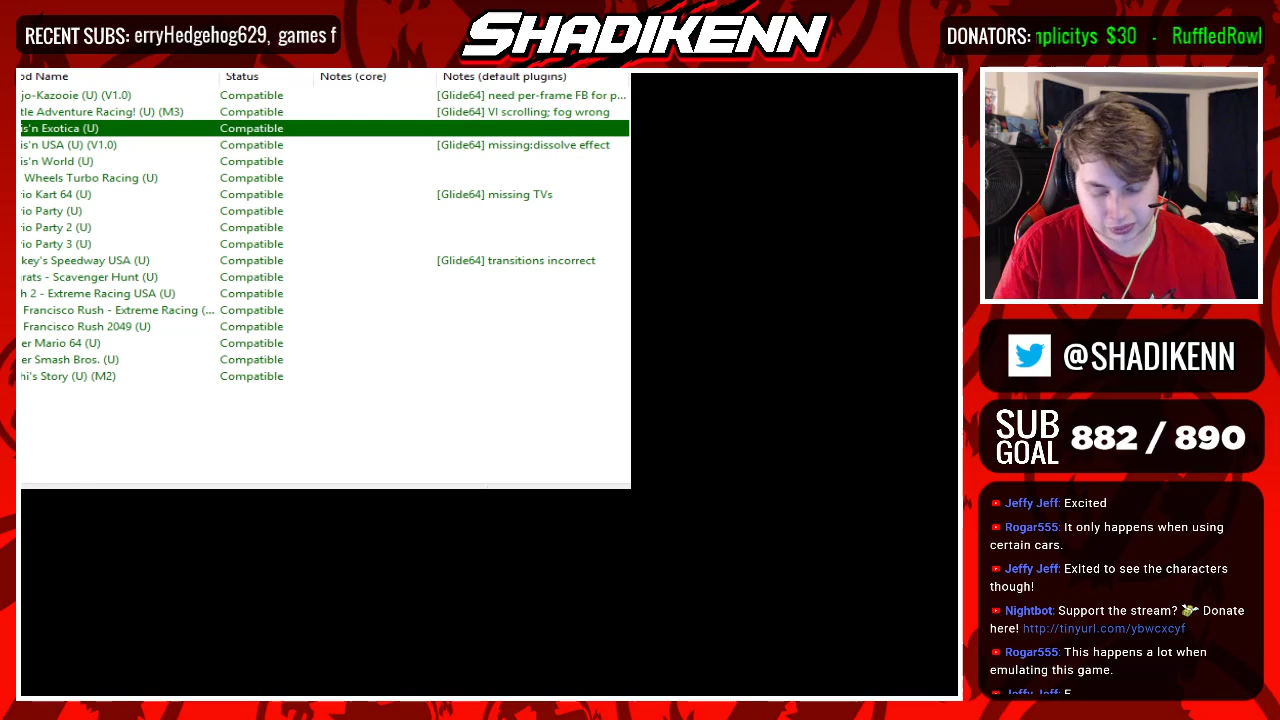 RECENT SUBS: erryHedgehog629, games f
SHADIKENN
DONATORS: nplicitys $30 - RuffledRowl
od Name Status Notes (core) Notes (default plugins)
jo-Kazooie (U) (V1.0) Compatible [Glide64] need per-frame FB for p...
tle Adventure Racing! (U) (M3) Compatible [Glide64] VI scrolling; fog wrong
is'n Exotica (U) Compatible
is'n USA (U) (V1.0) Compatible [Glide64] missing:dissolve effect
is'n World (U) Compatible
Wheels Turbo Racing (U) Compatible
io Kart 64 (U) Compatible [Glide64] missing TVs
io Party (U) Compatible
io Party 2 (U) Compatible
io Party 3 (U) Compatible
key's Speedway USA (U) Compatible [Glide64] transitions incorrect
rats - Scavenger Hunt (U) Compatible
h 2 - Extreme Racing USA (U) Compatible
Francisco Rush - Extreme Racing (... Compatible
Francisco Rush 2049 (U) Compatible
er Mario 64 (U) Compatible
er Smash Bros. (U) Compatible
hi's Story (U) (M2) Compatible
@SHADIKENN
SUB GOAL 882 / 890
Jeffy Jeff: Excited
Rogar555: It only happens when using
certain cars.
Jeffy Jeff: Exited to see the characters
though!
Nightbot: Support the stream? Donate
here! http://tinyurl.com/ybwcxcyf
Rogar555: This happens a lot when
emulating this game.
Jeffy Jeff: F